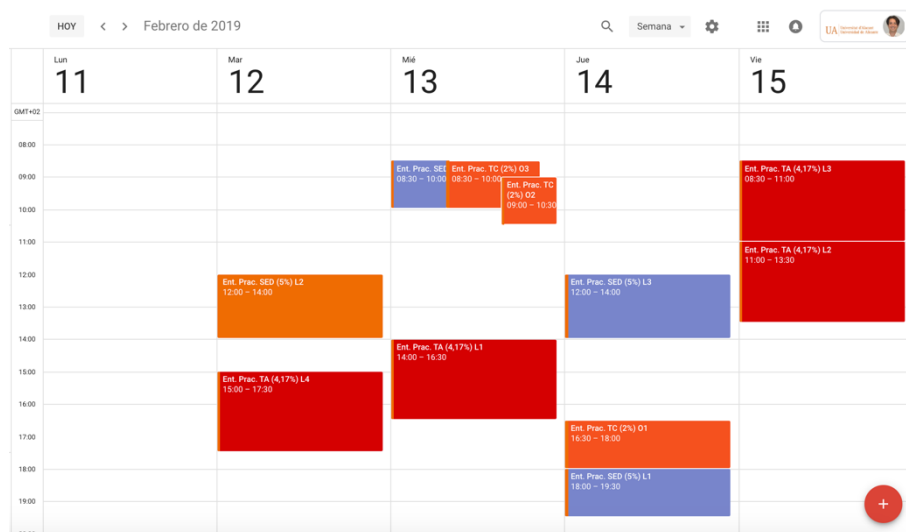 HOY
Febrero de 2019
Semana
UA
Lun
11
Mar
12
Mié
13
Jue
14
Vie
15
GMT+02
08:00
09:00
10:00
11:00
12:00
13:00
14:00
15:00
16:00
17:00
18:00
19:00
Ent. Prac. SED (5%) L2
12:00 – 14:00
Ent. Prac. TA (4,17%) L4
15:00 – 17:30
Ent. Prac. SED
08:30 – 10:00
Ent. Prac. TC (2%) O3
08:30 – 10:00
Ent. Prac. TC
(2%) O2
09:00 – 10:30
Ent. Prac. TA (4,17%) L1
14:00 – 16:30
Ent. Prac. SED (5%) L3
12:00 – 14:00
Ent. Prac. TC (2%) O1
16:30 – 18:00
Ent. Prac. SED (5%) L1
18:00 – 19:30
Ent. Prac. TA (4,17%) L3
08:30 – 11:00
Ent. Prac. TA (4,17%) L2
11:00 – 13:30